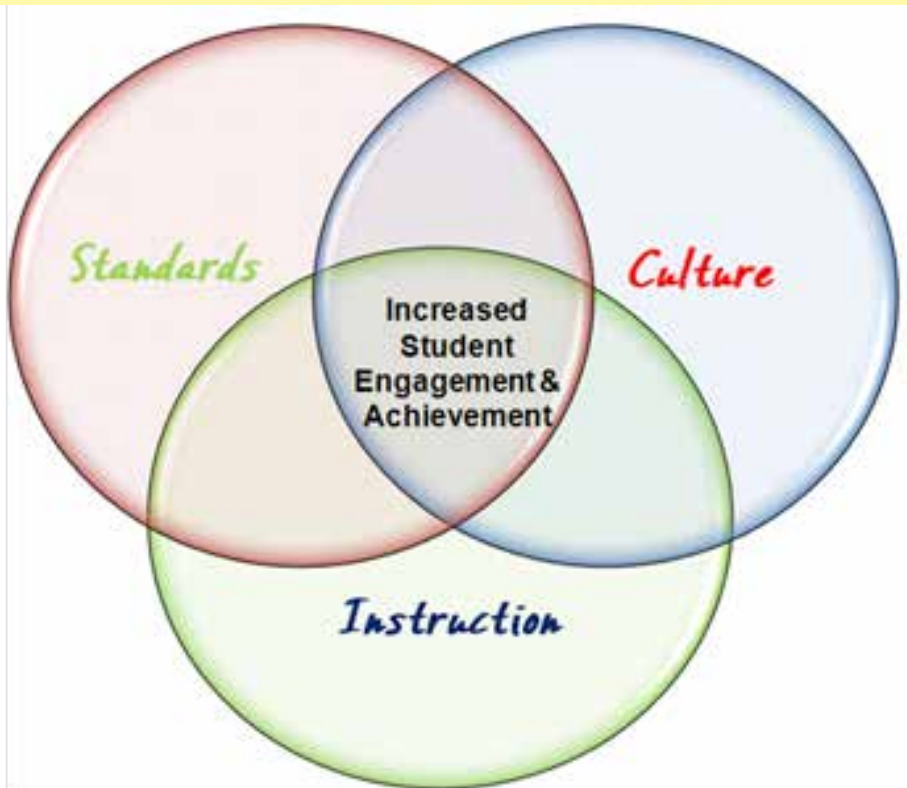 Standards
Culture
Increased
Student
Engagement &
Achievement
Instruction